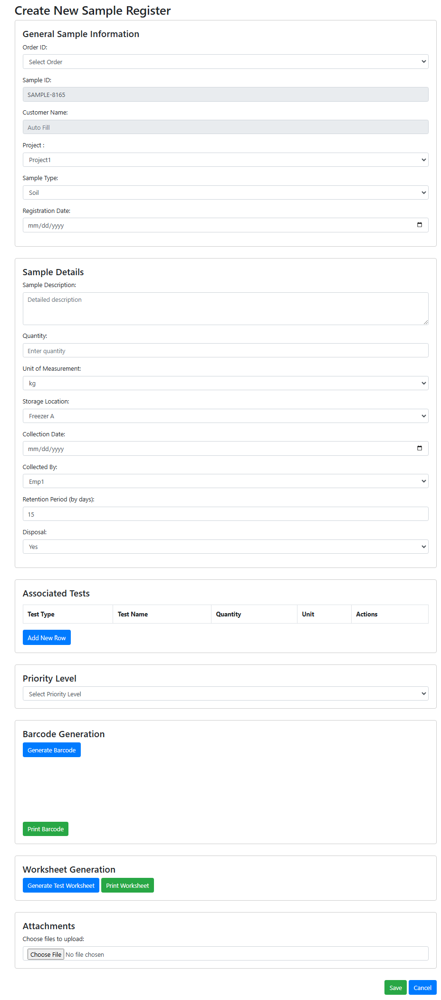 Create New Sample Register
General Sample Information
Order ID:
Select Order
Sample ID:
SAMPLE-8165
Customer Name:
Auto Fill
Project :
Project1
Sample Type:
Soil
Registration Date:
mm/dd/yyyy
Sample Details
Sample Description:
Detailed description
Quantity:
Enter quantity
Unit of Measurement:
kg
Storage Location:
Freezer A
Collection Date:
mm/dd/yyyy
Collected By:
Emp1
Retention Period (by days):
15
Disposal:
Yes
Associated Tests
Test Type Test Name Quantity Unit Actions
Add New Row
Priority Level
Select Priority Level
Barcode Generation
Generate Barcode
Print Barcode
Worksheet Generation
Generate Test Worksheet Print Worksheet
Attachments
Choose files to upload:
Choose File No file chosen
Save Cancel